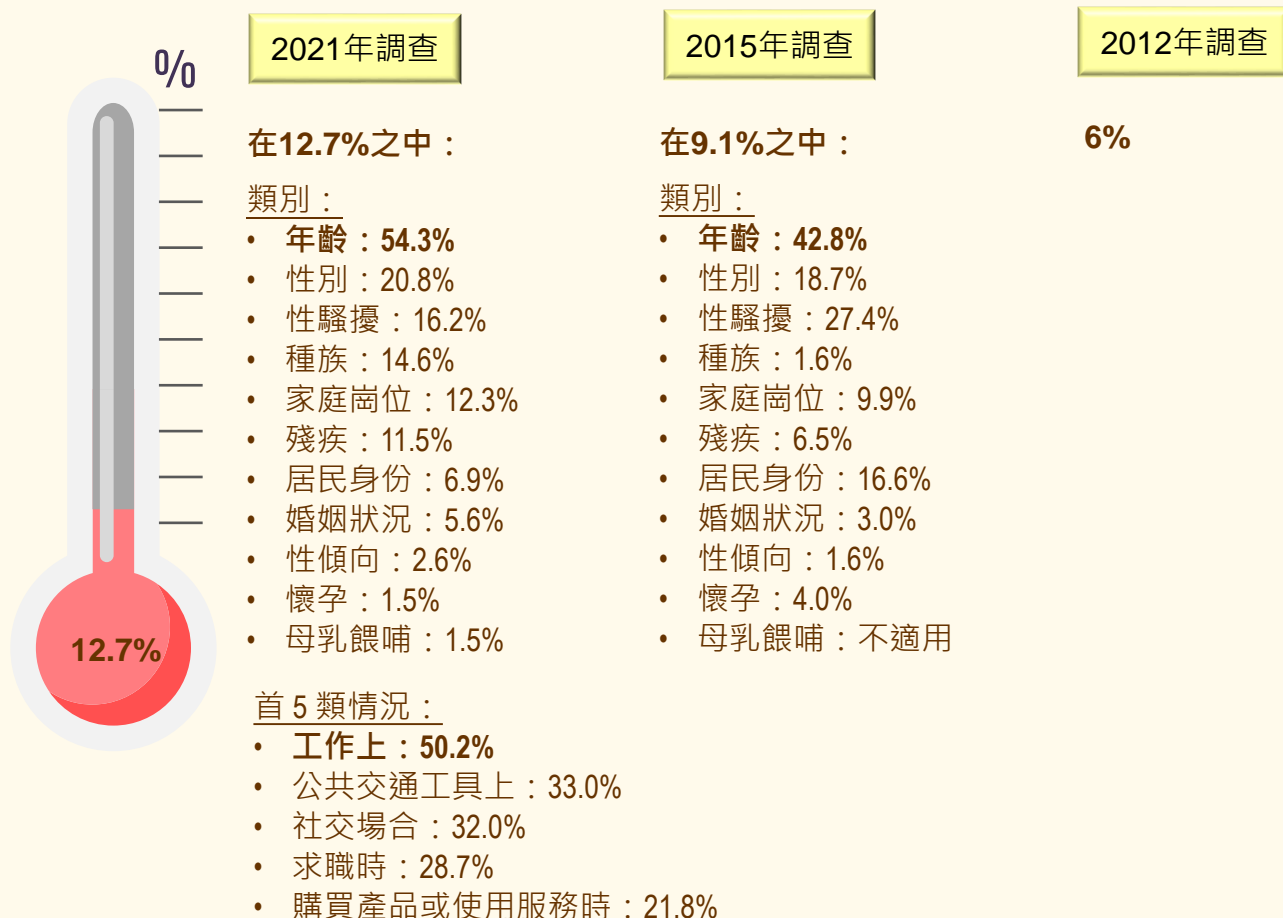 %
12.7%
2021年調查
在12.7%之中：
類別：
• 年齡：54.3%
• 性別：20.8%
• 性騷擾：16.2%
• 種族：14.6%
• 家庭崗位：12.3%
• 殘疾：11.5%
• 居民身份：6.9%
• 婚姻狀況：5.6%
• 性傾向：2.6%
• 懷孕：1.5%
• 母乳餵哺：1.5%
首 5 類情況：
• 工作上：50.2%
• 公共交通工具上：33.0%
• 社交場合：32.0%
• 求職時：28.7%
• 購買產品或使用服務時：21.8%
2015年調查
在9.1%之中：
類別：
• 年齡：42.8%
• 性別：18.7%
• 性騷擾：27.4%
• 種族：1.6%
• 家庭崗位：9.9%
• 殘疾：6.5%
• 居民身份：16.6%
• 婚姻狀況：3.0%
• 性傾向：1.6%
• 懷孕：4.0%
• 母乳餵哺：不適用
2012年調查
6%